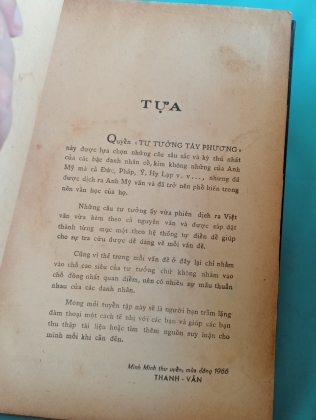 TỰA
Quyển «TƯ TƯỞNG TÂY PHƯƠNG»
này được lựa chọn những câu sâu sắc và kỳ thú nhất
của các bậc danh nhân cổ, kim không những của Anh
Mỹ mà cả Đức, Pháp, Ý, Hy Lạp v. v..., nhưng đã
được dịch ra Anh Mỹ văn và đã trở nên phổ biến trong
nền văn học của họ.
Những câu tư tưởng ấy vừa phiên dịch ra Việt
văn vừa kèm theo cả nguyên văn và được sắp đặt
thành từng mục một theo hệ thống tự điển để giúp
cho sự tra cứu được dễ dàng về mỗi vấn đề.
Cũng vì thế trong mỗi vấn đề ở đây lại chỉ nhằm
vào chỗ cao siêu của tư tưởng chứ không nhằm vào
chỗ đồng nhất quan điểm, nên có nhiều sự mâu thuẫn
nhau của các danh nhân.
Mong mỗi tuyển tập này sẽ là người bạn trầm lặng
đàm thoại một cách tế nhị với các bạn và giúp các bạn
thu thập tài liệu hoặc tìm thêm nguồn suy luận cho
mình mỗi khi cần đến.
Minh Minh thư uyển, mùa đông 1966
THANH-VÂN